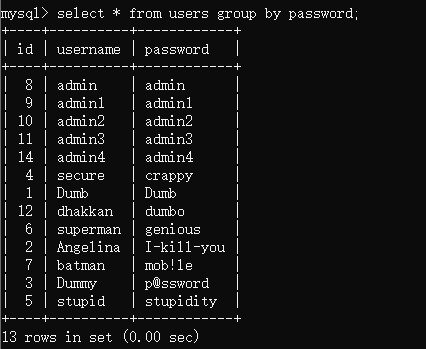 mysql> select * from users group by password;
+----+----------+------------+
| id | username | password   |
+----+----------+------------+
|  8 | admin    | admin      |
|  9 | admin1   | admin1     |
| 10 | admin2   | admin2     |
| 11 | admin3   | admin3     |
| 14 | admin4   | admin4     |
|  4 | secure   | crappy     |
|  1 | Dumb     | Dumb       |
| 12 | dhakkan  | dumbo      |
|  6 | superman | genious    |
|  2 | Angelina | I-kill-you |
|  7 | batman   | mob!le     |
|  3 | Dummy    | p@ssword   |
|  5 | stupid   | stupidity  |
+----+----------+------------+
13 rows in set (0.00 sec)